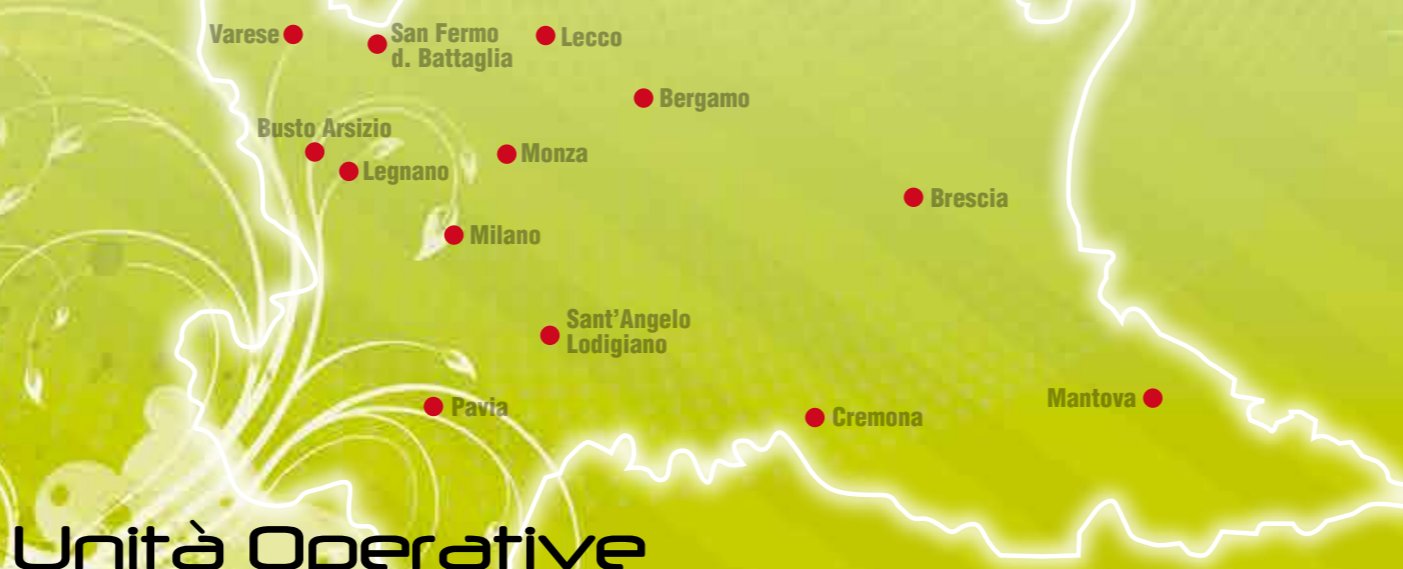 Varese
San Fermo
d. Battaglia
Lecco
Bergamo
Busto Arsizio
Legnano
Monza
Brescia
Milano
Sant'Angelo
Lodigiano
Pavia
Cremona
Mantova
Unità Operative